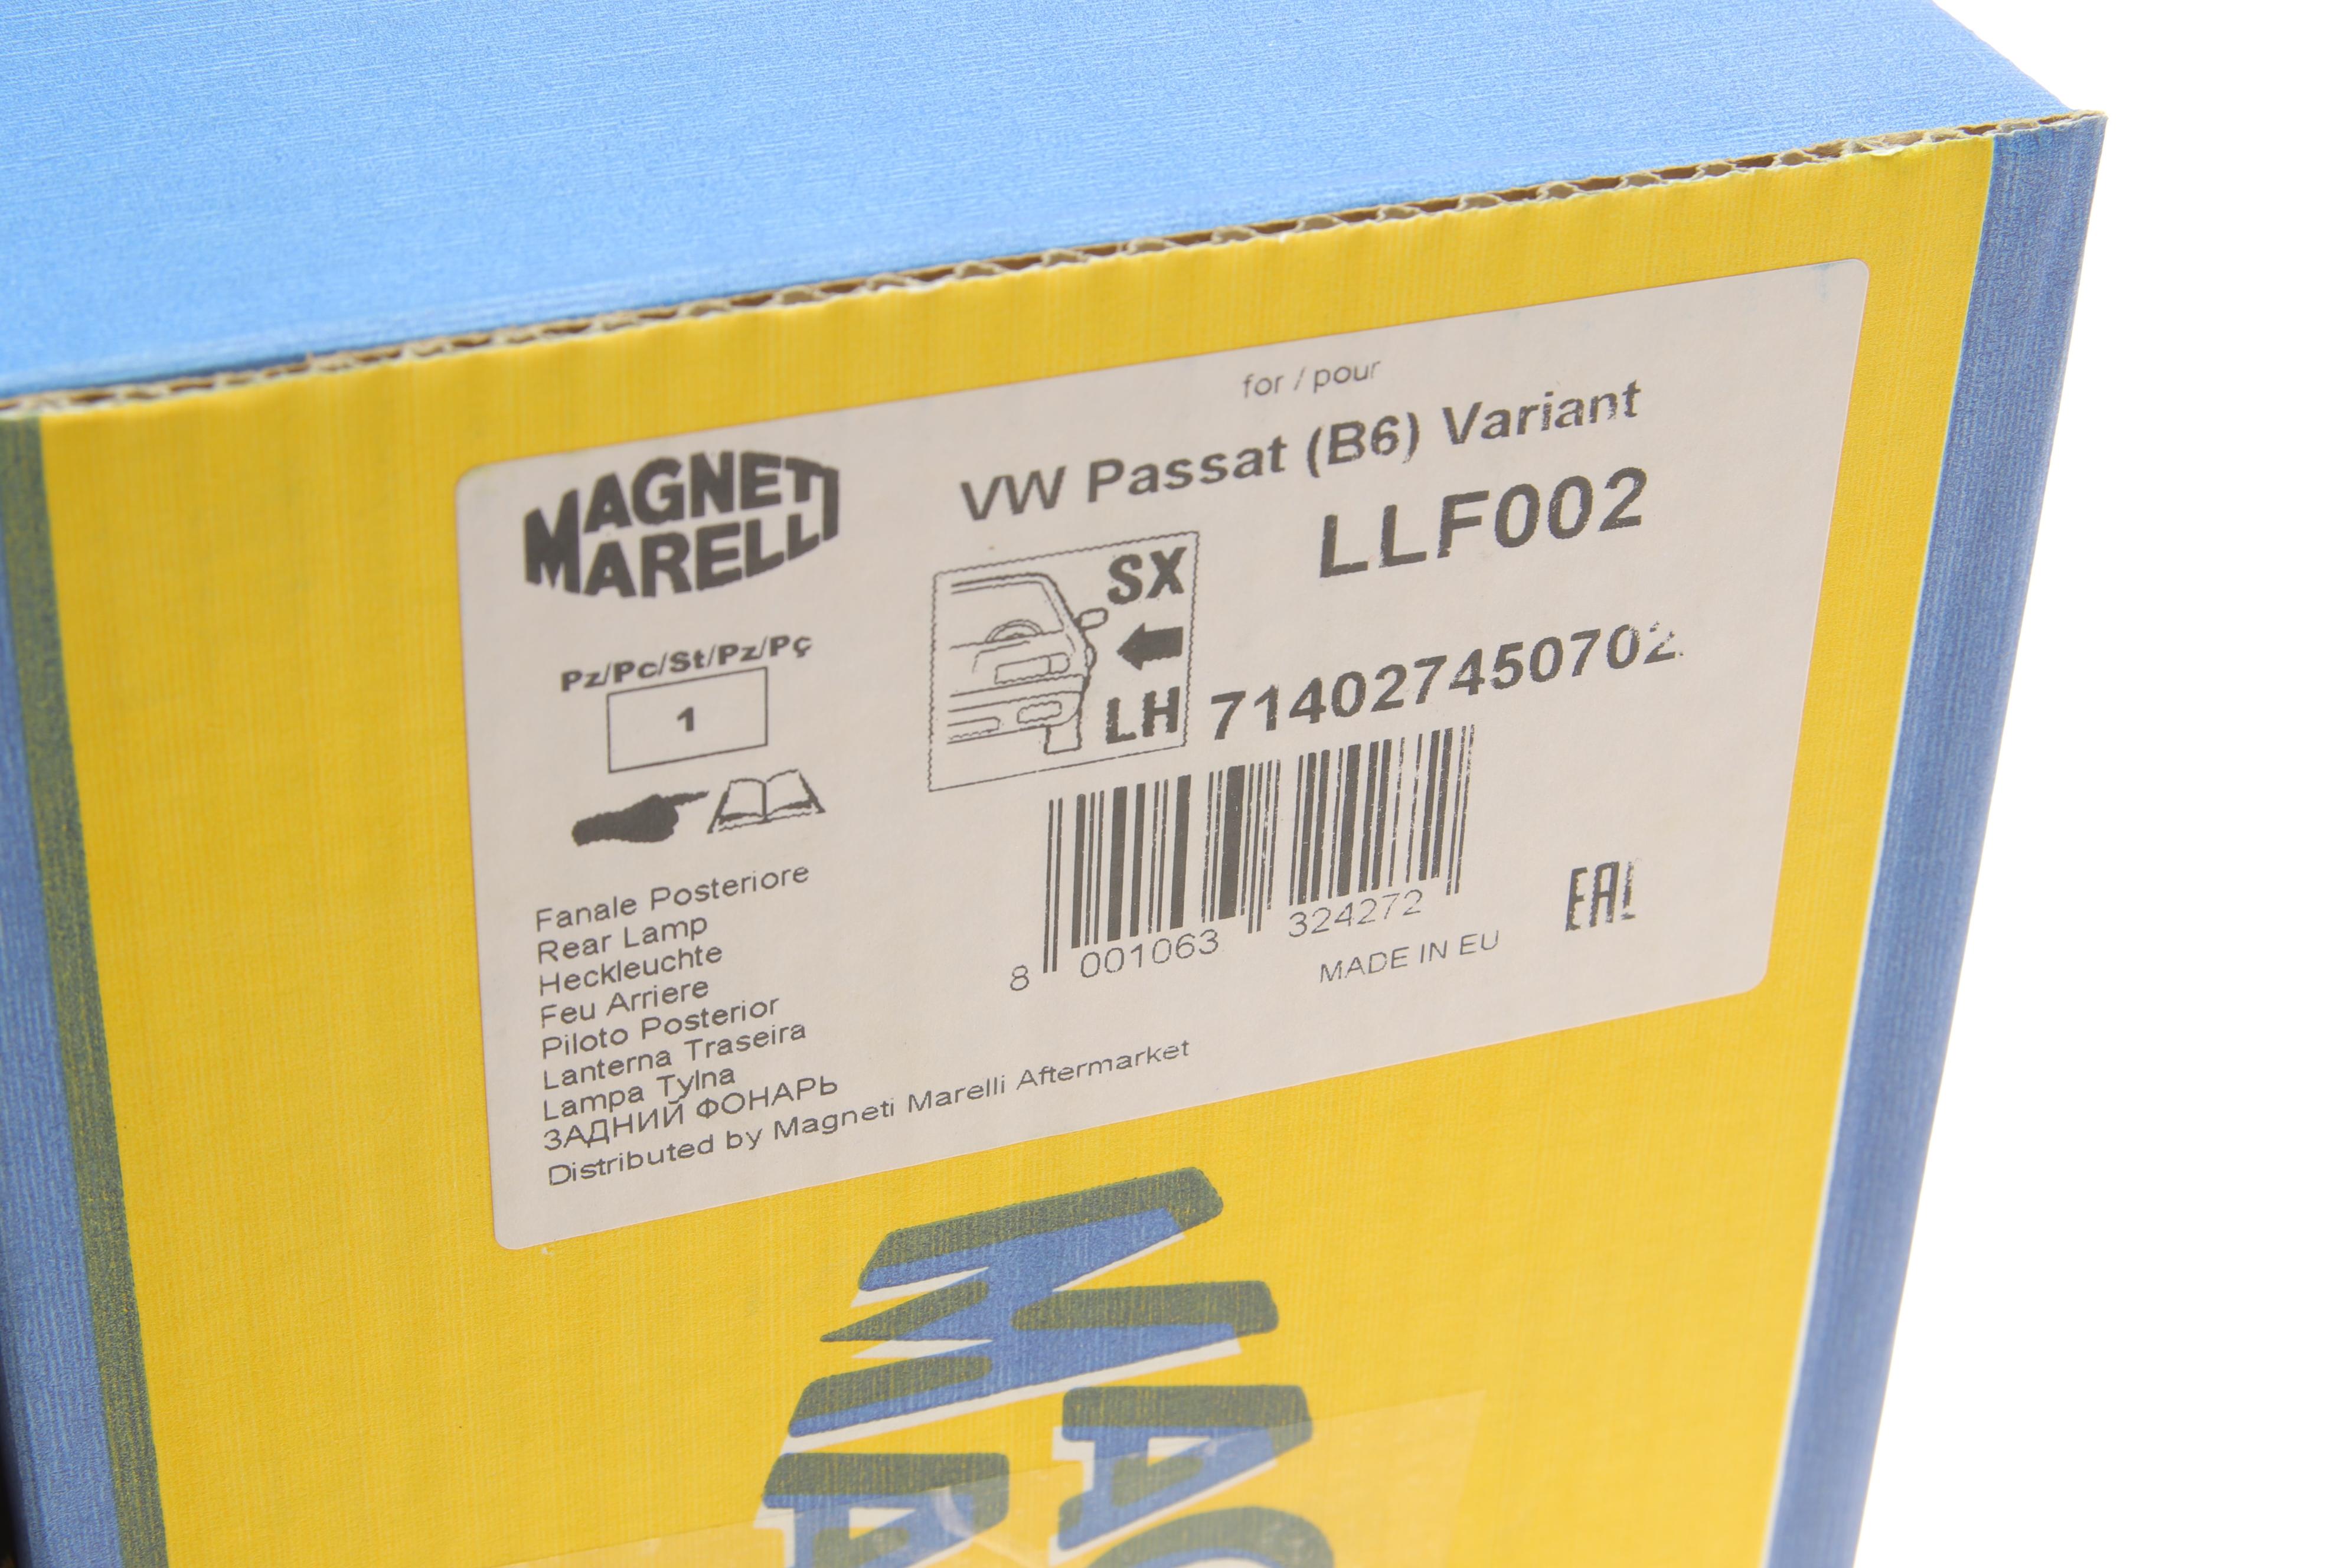 for / pour
VW Passat (B6) Variant
MAGNETI
MARELLI
LLF002
SX
LH
714027450702
Pz/Pc/St/Pz/Pç
1
8 001063 324272
MADE IN EU
EAC
Fanale Posteriore
Rear Lamp
Heckleuchte
Feu Arriere
Piloto Posterior
Lanterna Traseira
Lampa Tylna
ЗАДНИЙ ФОНАРЬ
Distributed by Magneti Marelli Aftermarket